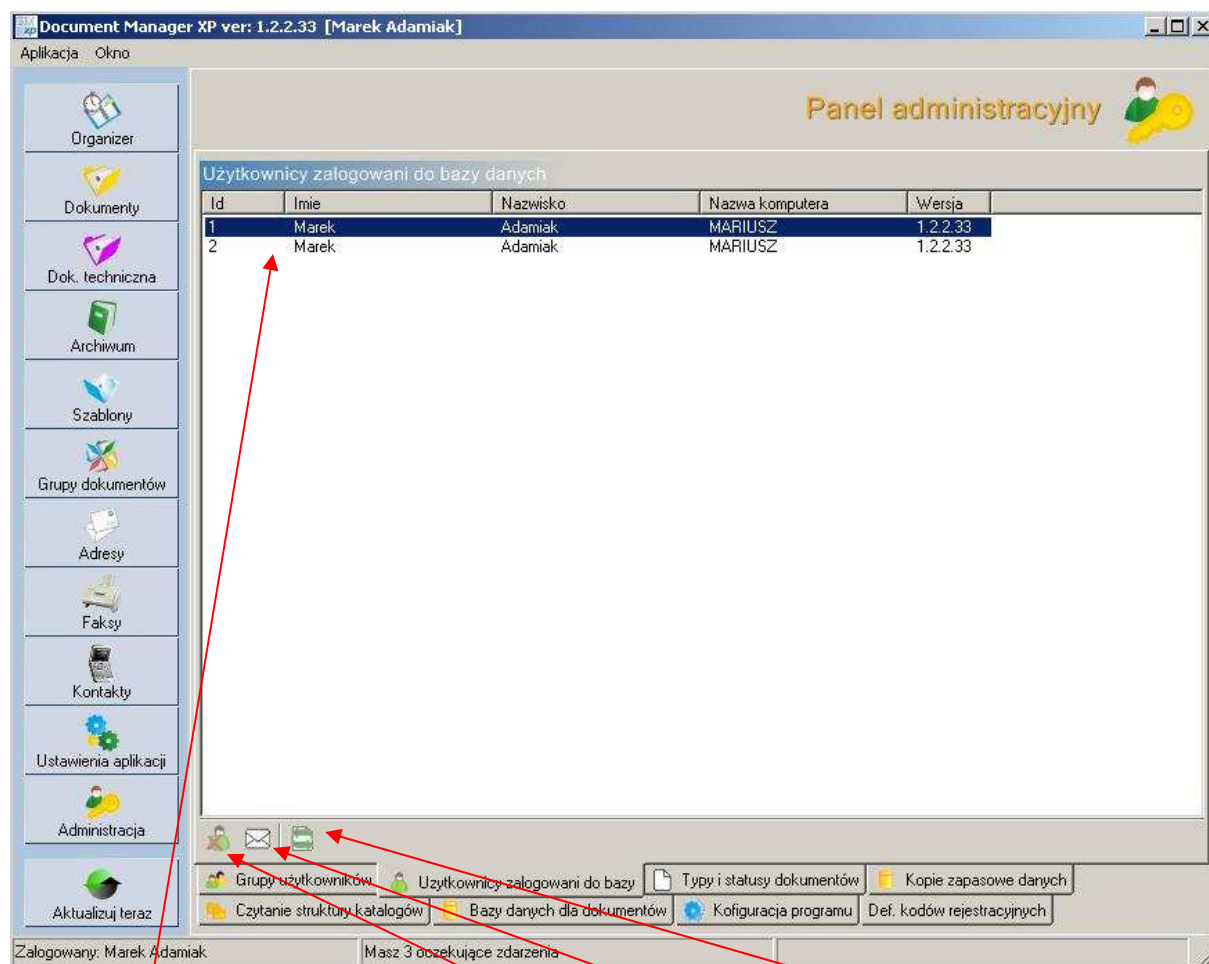 Document Manager XP ver: 1.2.2.33 [Marek Adamiak]
Aplikacja Okno
Panel administracyjny
Organizer
Dokumenty
Dok. techniczna
Archiwum
Szablony
Grupy dokumentów
Adresy
Faksy
Kontakty
Ustawienia aplikacji
Administracja
Aktualizuj teraz
Użytkownicy zalogowani do bazy danych
Id Imie Nazwisko Nazwa komputera Wersja
1 Marek Adamiak MARIUSZ 1.2.2.33
2 Marek Adamiak MARIUSZ 1.2.2.33
Grupy użytkowników Uzytkownicy zalogowani do bazy Typy i statusy dokumentów Kopie zapasowe danych
Czytanie struktury katalogów Bazy danych dla dokumentów Kofiguracja programu Def. kodów rejestracyjnych
Zalogowany: Marek Adamiak Masz 3 oczekujące zdarzenia